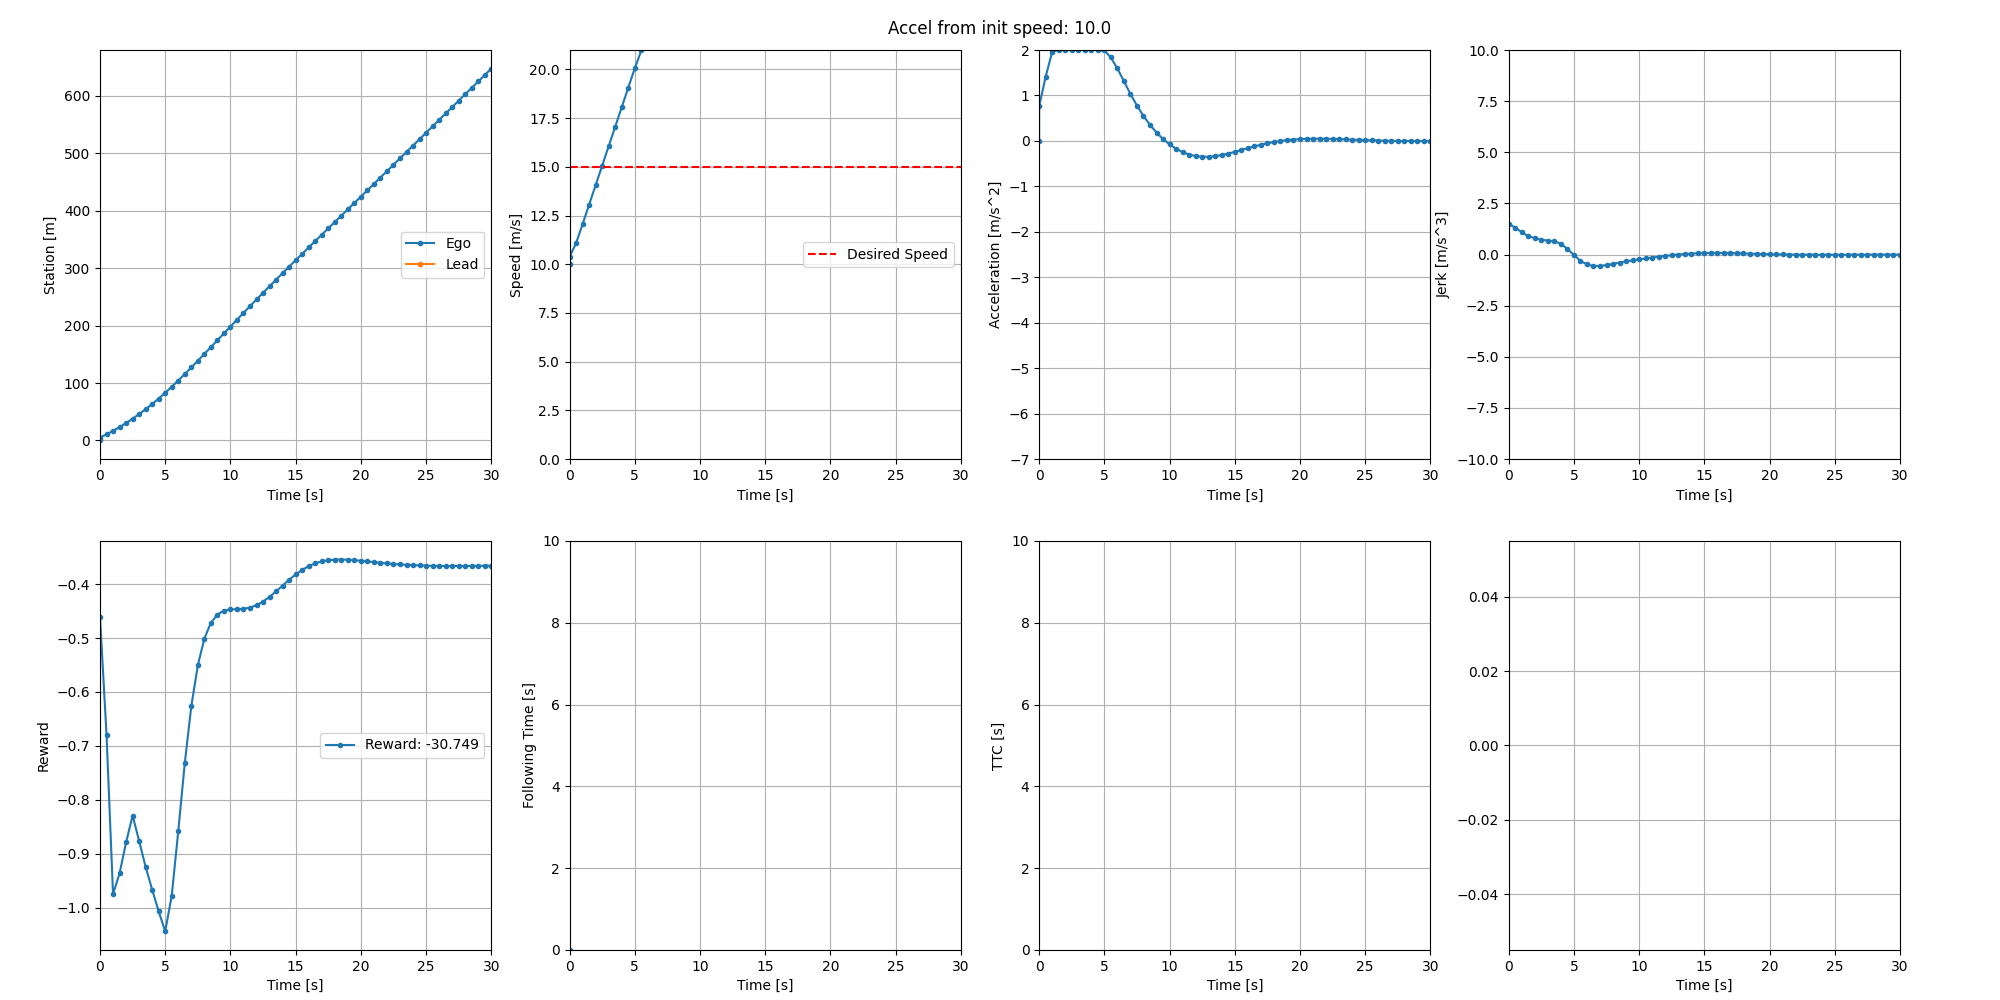 Accel from init speed: 10.0
600
500
400
300
200
100
0
Station [m]
Ego
Lead
0 5 10 15 20 25 30
Time [s]
20.0
17.5
15.0
12.5
10.0
7.5
5.0
2.5
0.0
Speed [m/s]
Desired Speed
0 5 10 15 20 25 30
Time [s]
2
1
0
−1
−2
−3
−4
−5
−6
−7
Acceleration [m/s^2]
0 5 10 15 20 25 30
Time [s]
10.0
7.5
5.0
2.5
0.0
−2.5
−5.0
−7.5
−10.0
Jerk [m/s^3]
0 5 10 15 20 25 30
Time [s]
−0.4
−0.5
−0.6
−0.7
−0.8
−0.9
−1.0
Reward
Reward: -30.749
0 5 10 15 20 25 30
Time [s]
10
8
6
4
2
0
Following Time [s]
0 5 10 15 20 25 30
Time [s]
10
8
6
4
2
0
TTC [s]
0 5 10 15 20 25 30
Time [s]
0.04
0.02
0.00
−0.02
−0.04
0 5 10 15 20 25 30
Time [s]